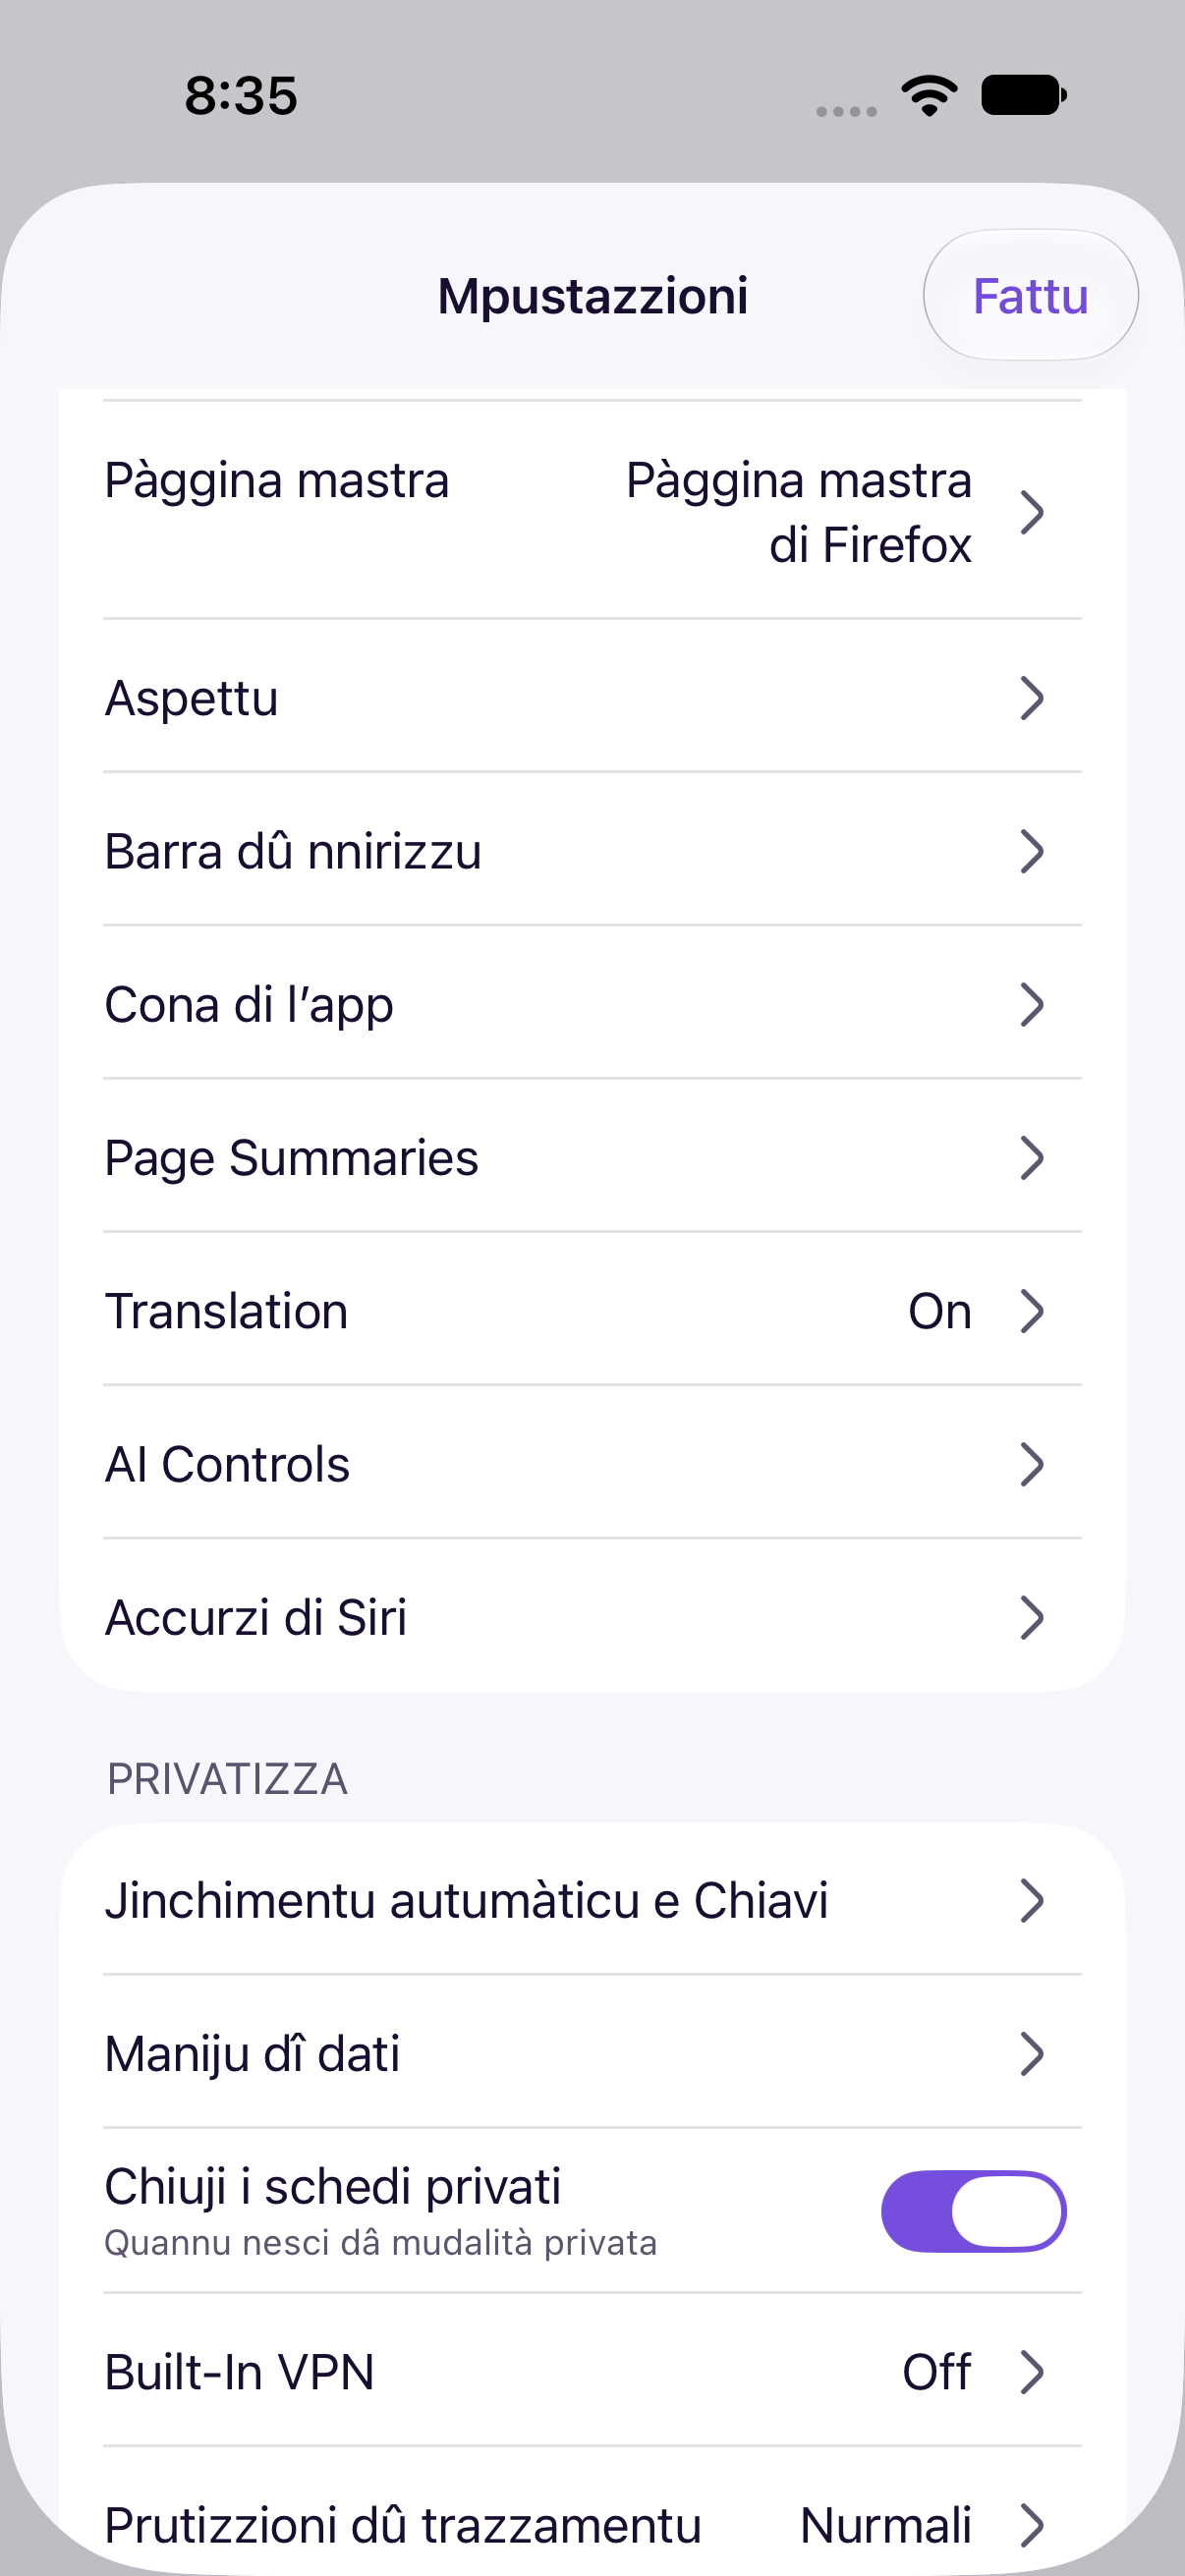 8:35
Mpustazzioni
Fattu
Pàggina mastra
Pàggina mastra
di Firefox
Aspettu
Barra dû nnirizzu
Cona di l’app
Page Summaries
Translation
On
AI Controls
Accurzi di Siri
PRIVATIZZA
Jinchimentu autumàticu e Chiavi
Maniju dî dati
Chiuji i schedi privati
Quannu nesci dâ mudalità privata
Built-In VPN
Off
Prutizzioni dû trazzamentu
Nurmali